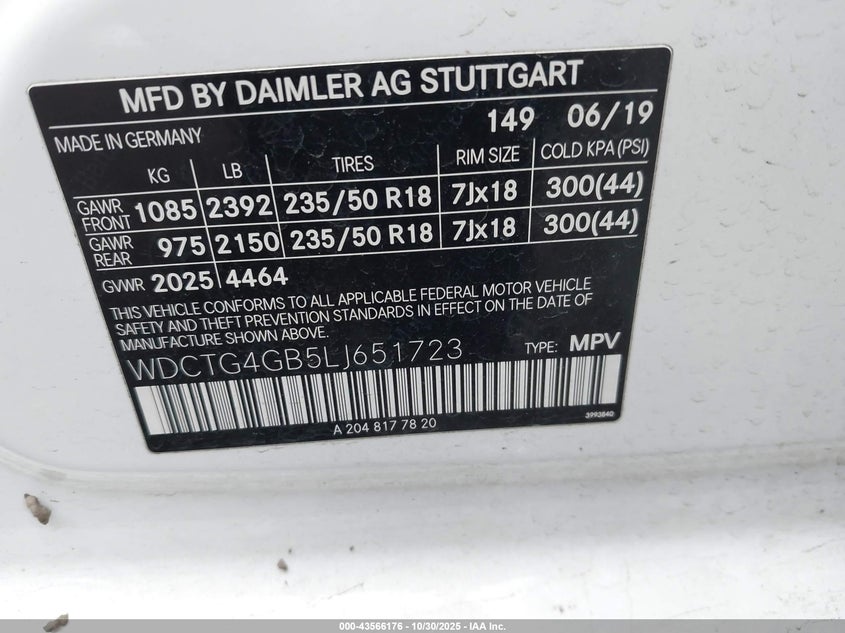 MFD BY DAIMLER AG STUTTGART
MADE IN GERMANY 149 06/19
KG LB TIRES RIM SIZE COLD KPA (PSI)
GAWR FRONT 1085 2392 235/50 R18 7Jx18 300(44)
GAWR REAR 975 2150 235/50 R18 7Jx18 300(44)
GVWR 2025 4464
THIS VEHICLE CONFORMS TO ALL APPLICABLE FEDERAL MOTOR VEHICLE
SAFETY AND THEFT PREVENTION STANDARDS IN EFFECT ON THE DATE OF
MANUFACTURE SHOWN ABOVE.
WDCTG4GB5LJ651723 TYPE: MPV
A 204 817 78 20 3993840
000-43566176 - 10/30/2025 - IAA Inc.